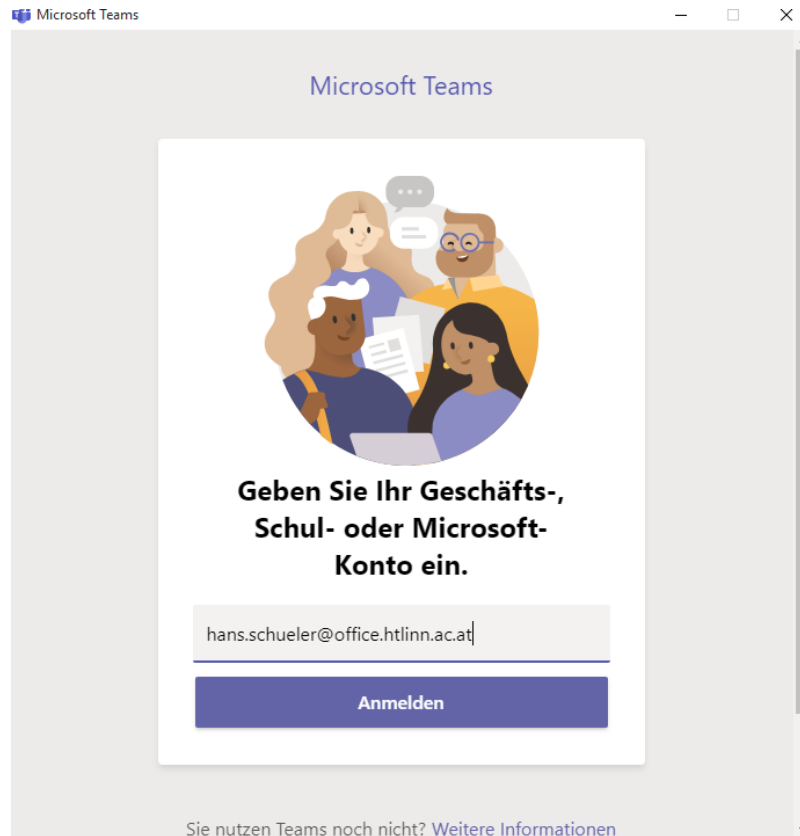 Microsoft Teams
Microsoft Teams
Geben Sie Ihr Geschäfts-,
Schul- oder Microsoft-
Konto ein.
hans.schueler@office.htlinn.ac.at
Anmelden
Sie nutzen Teams noch nicht? Weitere Informationen